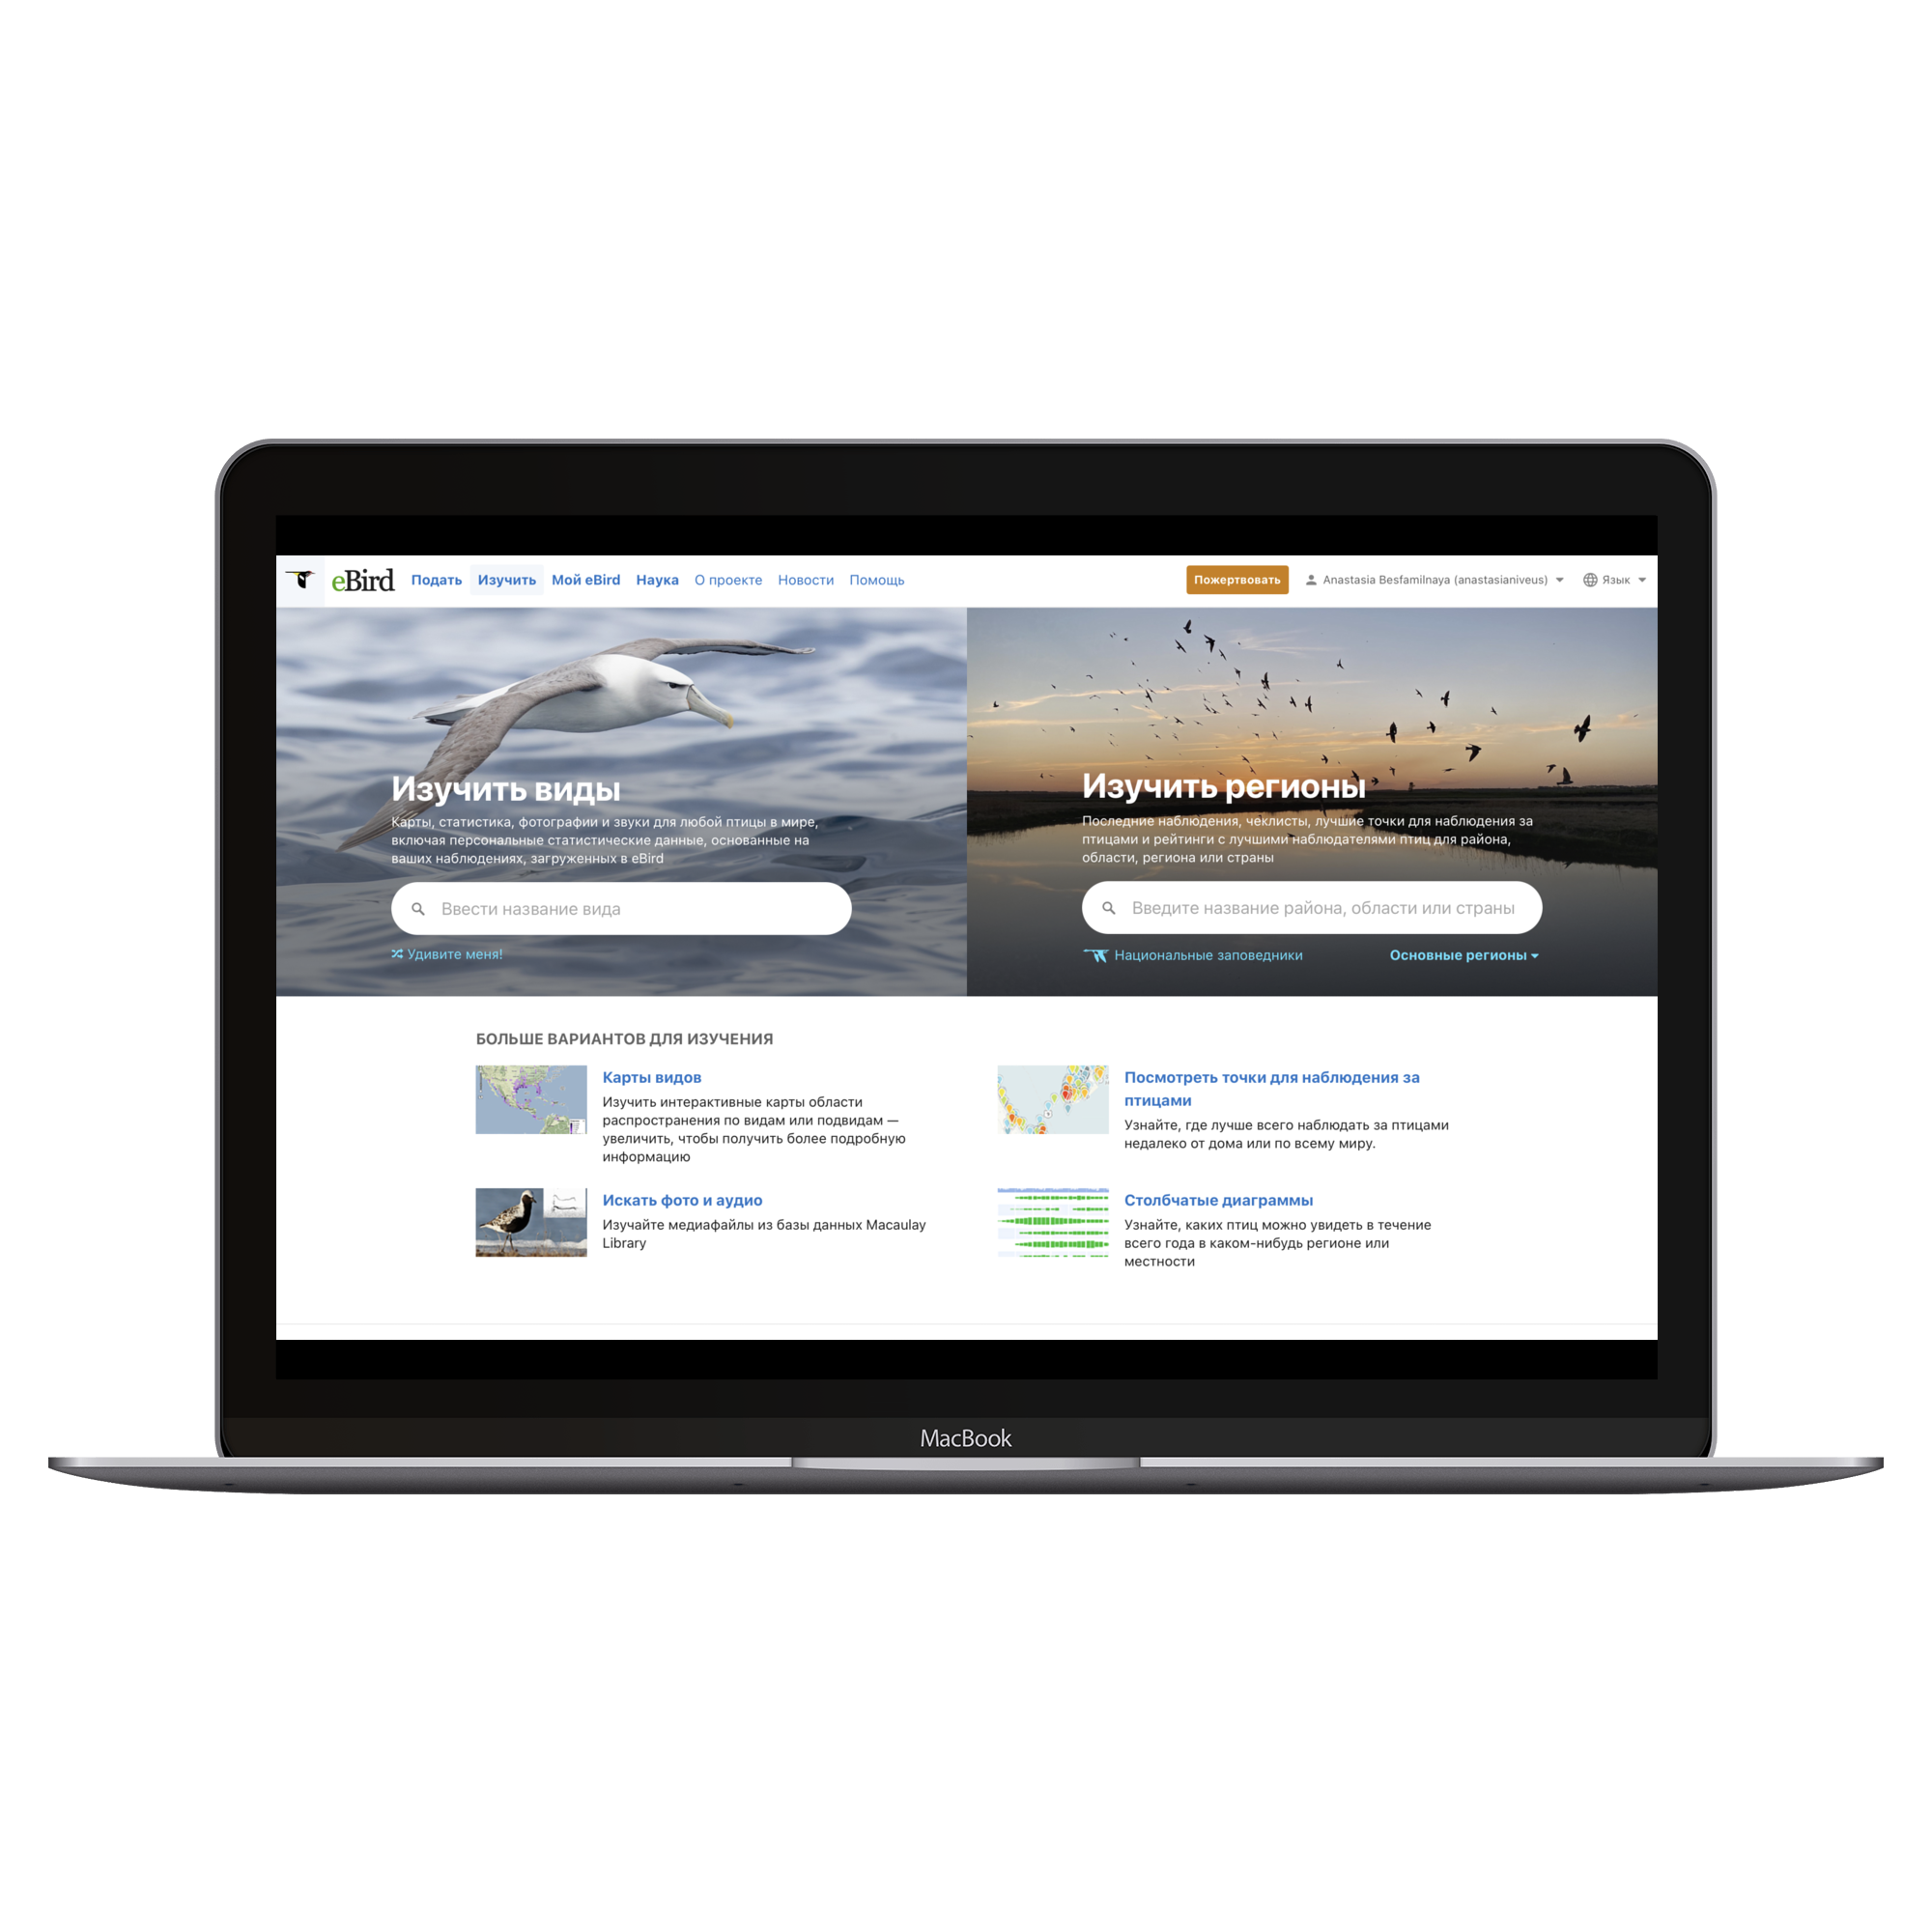 eBird Подать Изучить Мой eBird Наука О проекте Новости Помощь Пожертвовать Anastasia Besfamilnaya (anastasianiveus) Язык
Изучить виды
Карты, статистика, фотографии и звуки для любой птицы в мире,
включая персональные статистические данные, основанные на
ваших наблюдениях, загруженных в eBird
Ввести название вида
Удивите меня!
Изучить регионы
Последние наблюдения, чеклисты, лучшие точки для наблюдения за
птицами и рейтинги с лучшими наблюдателями птиц для района,
области, региона или страны
Введите название района, области или страны
Национальные заповедники Основные регионы
БОЛЬШЕ ВАРИАНТОВ ДЛЯ ИЗУЧЕНИЯ
Карты видов
Изучить интерактивные карты области
распространения по видам или подвидам —
увеличить, чтобы получить более подробную
информацию
Посмотреть точки для наблюдения за
птицами
Узнайте, где лучше всего наблюдать за птицами
недалеко от дома или по всему миру.
Искать фото и аудио
Изучайте медиафайлы из базы данных Macaulay
Library
Столбчатые диаграммы
Узнайте, каких птиц можно увидеть в течение
всего года в каком-нибудь регионе или
местности
MacBook